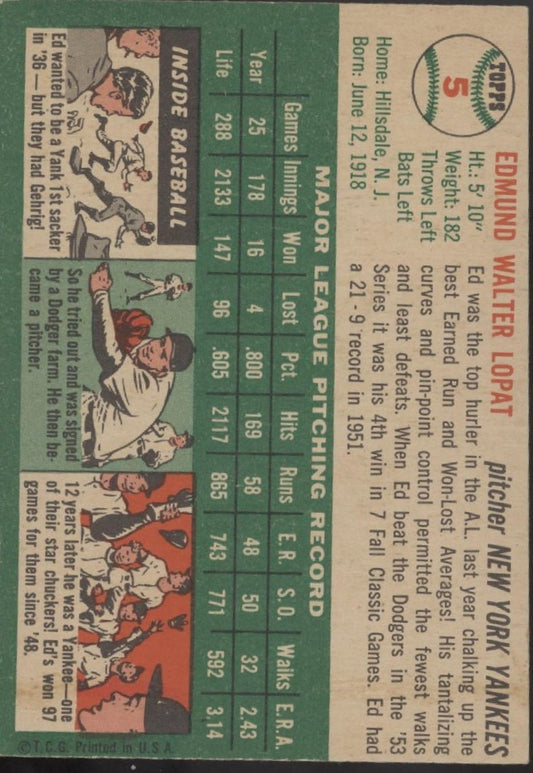 TOPPS
5
EDMUND WALTER LOPAT
pitcher NEW YORK YANKEES
Ht.: 5' 10"
Weight: 182
Throws Left
Bats Left
Home: Hillsdale, N. J.
Born: June 12, 1918
Ed was the top hurler in the A.L. last year chalking up the
best Earned Run and Won-Lost Averages! His tantalizing
curves and pin-point control permitted the fewest walks
and least defeats. When Ed beat the Dodgers in the '53
Series it was his 4th win in 7 Fall Classic Games. Ed had
a 21 - 9 record in 1951.
MAJOR LEAGUE PITCHING RECORD
Games Innings Won Lost Pct. Hits Runs E.R. S.O. Walks E.R.A.
Year 25 178 16 4 .800 169 58 48 50 32 2.43
Life 288 2133 147 96 .605 2117 865 743 771 592 3.14
INSIDE BASEBALL
Ed wanted to be a Yank 1st sacker
in '36 — but they had Gehrig!
So he tried out and was signed
by a Dodger farm. He then be-
came a pitcher.
12 years later he was a Yankee—one
of their star chuckers! Ed's won 97
games for them since '48.
© T. C. G. Printed in U. S. A.